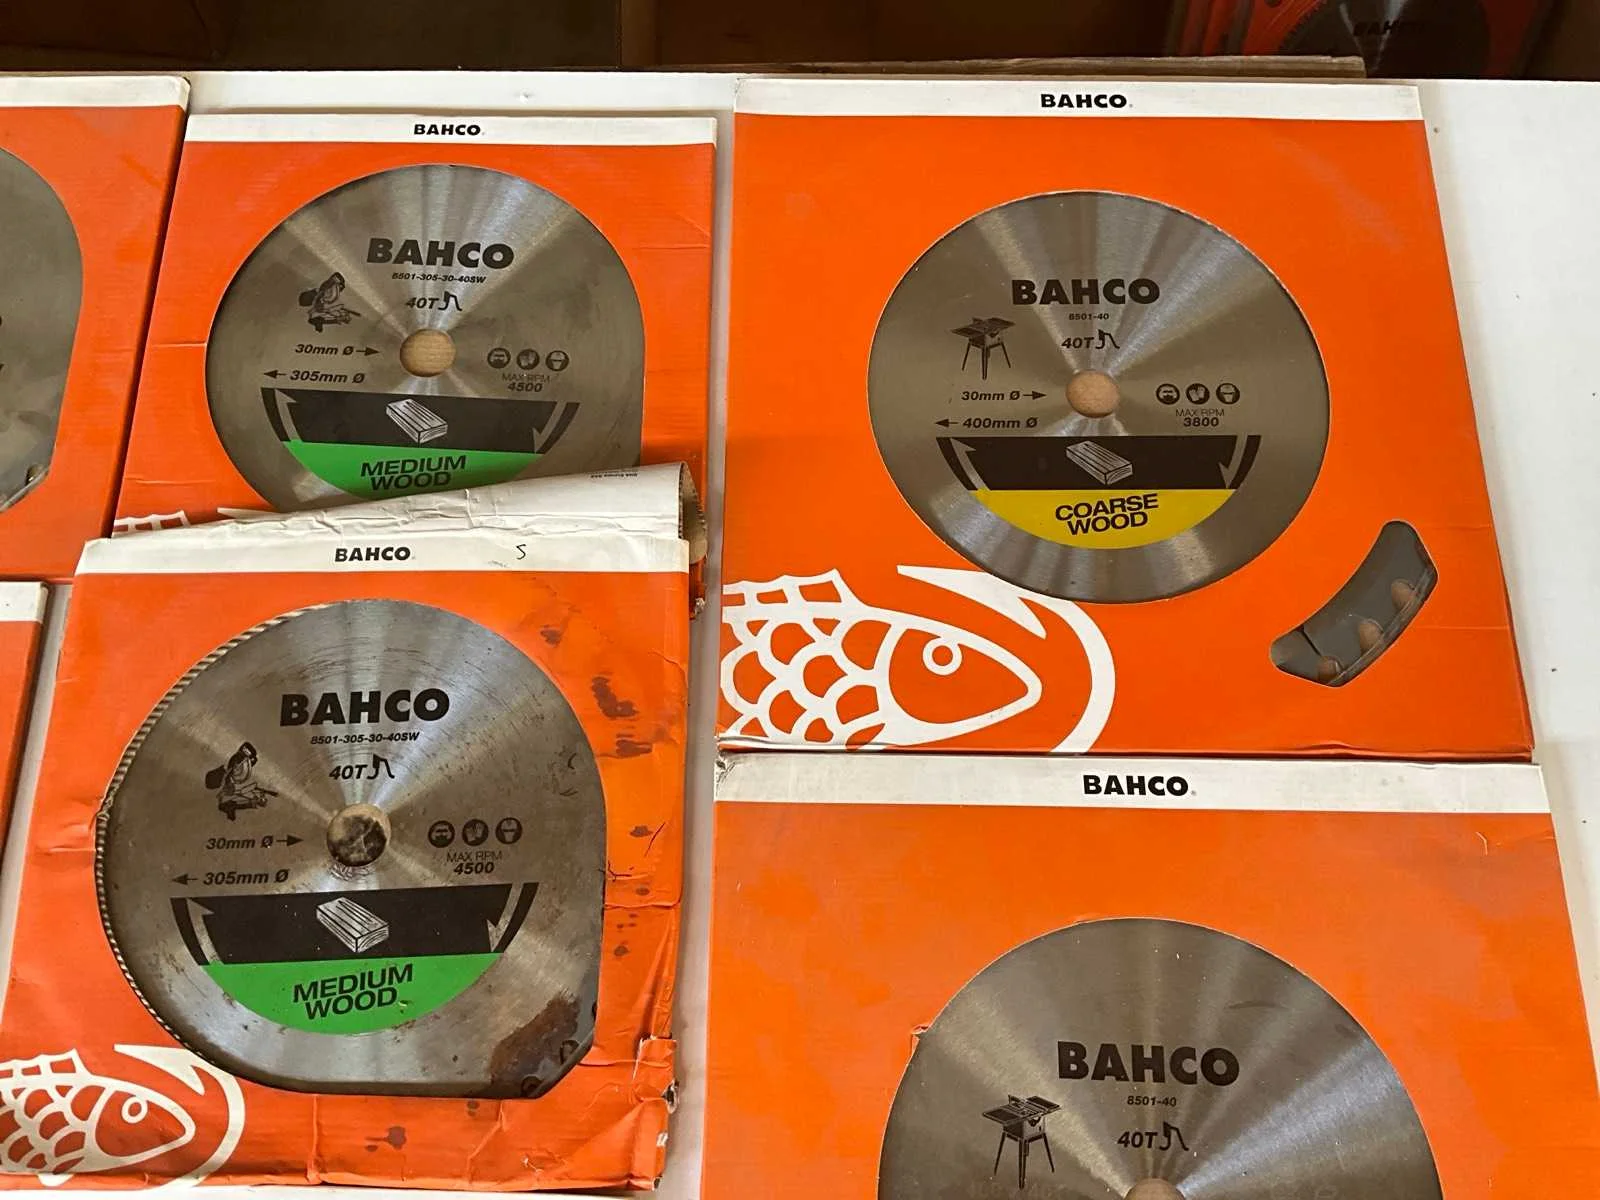 BAHCO
BAHCO
8501-305-30-40SW
40T
30mm Ø
305mm Ø
MAX RPM
4500
MEDIUM
WOOD
BAHCO
BAHCO
8501-40
40T
30mm Ø
400mm Ø
MAX RPM
3800
COARSE
WOOD
BAHCO
S
BAHCO
8501-305-30-40SW
40T
30mm Ø
305mm Ø
MAX RPM
4500
MEDIUM
WOOD
BAHCO
BAHCO
8501-40
40T